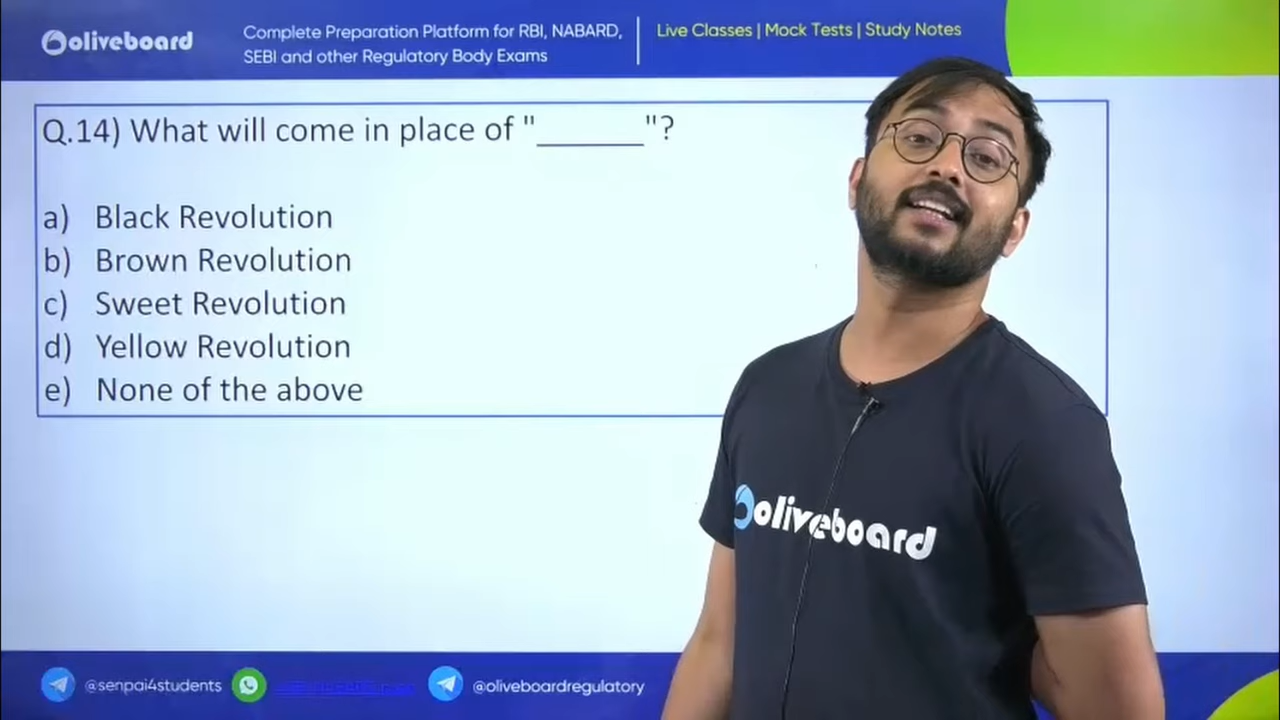 oliveboard
Complete Preparation Platform for RBI, NABARD,
SEBI and other Regulatory Body Exams
Live Classes | Mock Tests | Study Notes
Q.14) What will come in place of "______"?
a) Black Revolution
b) Brown Revolution
c) Sweet Revolution
d) Yellow Revolution
e) None of the above
oliveboard
@senpai4students
@oliveboardregulatory